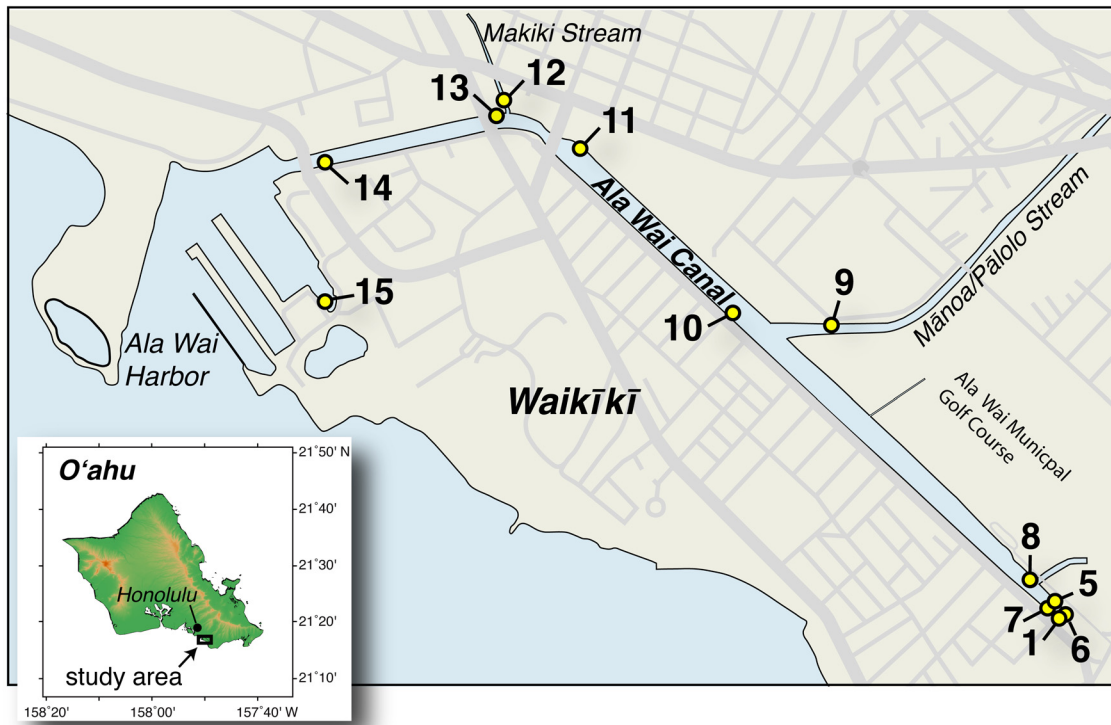 Makiki Stream
12
13
11
14
Ala Wai Canal
Mānoa/Pālolo Stream
15
9
10
Ala Wai
Harbor
Waikīkī
Ala Wai Municpal
Golf Course
8
5
7
1
6
O‘ahu
Honolulu
study area
21°50' N
21°40'
21°30'
21°20'
21°10'
158°20'
158°00'
157°40' W